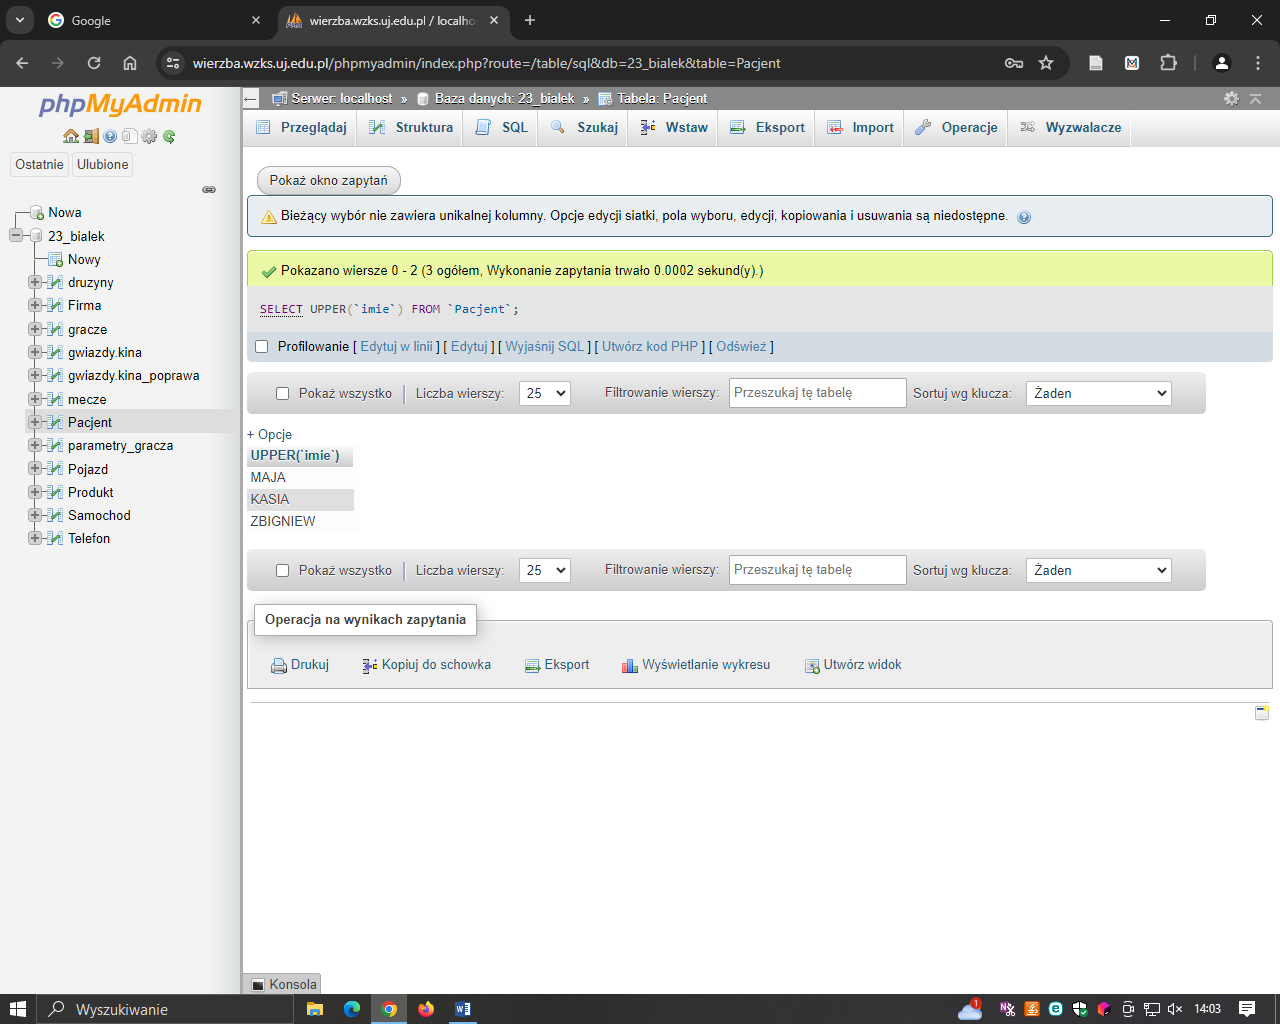 Google
wierzba.wzks.uj.edu.pl / localho
wierzba.wzks.uj.edu.pl/phpmyadmin/index.php?route=/table/sql&db=23_bialek&table=Pacjent
phpMyAdmin
Ostatnie
Ulubione
Nowa
23_bialek
Nowy
druzyny
Firma
gracze
gwiazdy.kina
gwiazdy.kina_poprawa
mecze
Pacjent
parametry_gracza
Pojazd
Produkt
Samochod
Telefon
Serwer: localhost » Baza danych: 23_bialek » Tabela: Pacjent
Przeglądaj Struktura SQL Szukaj Wstaw Eksport Import Operacje Wyzwalacze
Pokaż okno zapytań
Bieżący wybór nie zawiera unikalnej kolumny. Opcje edycji siatki, pola wyboru, edycji, kopiowania i usuwania są niedostępne.
Pokazano wiersze 0 - 2 (3 ogółem, Wykonanie zapytania trwało 0.0002 sekund(y).)
SELECT UPPER(`imie`) FROM `Pacjent`;
Profilowanie [ Edytuj w linii ] [ Edytuj ] [ Wyjaśnij SQL ] [ Utwórz kod PHP ] [ Odśwież ]
Pokaż wszystko Liczba wierszy: 25 Filtrowanie wierszy: Przeszukaj tę tabelę Sortuj wg klucza: Żaden
+ Opcje
UPPER(`imie`)
MAJA
KASIA
ZBIGNIEW
Pokaż wszystko Liczba wierszy: 25 Filtrowanie wierszy: Przeszukaj tę tabelę Sortuj wg klucza: Żaden
Operacja na wynikach zapytania
Drukuj Kopiuj do schowka Eksport Wyświetlanie wykresu Utwórz widok
Konsola
Wyszukiwanie
1
14:03